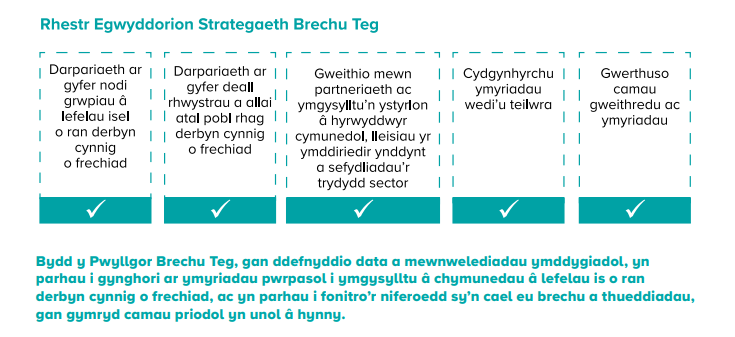 Rhestr Egwyddorion Strategaeth Brechu Teg
Darpariaeth ar
gyfer nodi
grwpiau â
lefelau isel
o ran derbyn
cynnig
o frechiad
Darpariaeth ar
gyfer deall
rhwystrau a allai
atal pobl rhag
derbyn cynnig
o frechiad
Gweithio mewn
partneriaeth ac
ymgysylltu’n ystyrlon
â hyrwyddwyr
cymunedol, lleisiau yr
ymddiriedir ynddynt
a sefydliadau’r
trydydd sector
Cydgynhyrchu
ymyriadau
wedi’u teilwra
Gwerthuso
camau
gweithredu ac
ymyriadau
Bydd y Pwyllgor Brechu Teg, gan ddefnyddio data a mewnwelediadau ymddygiadol, yn
parhau i gynghori ar ymyriadau pwrpasol i ymgysylltu â chymunedau â lefelau is o ran
derbyn cynnig o frechiad, ac yn parhau i fonitro’r niferoedd sy’n cael eu brechu a thueddiadau,
gan gymryd camau priodol yn unol â hynny.